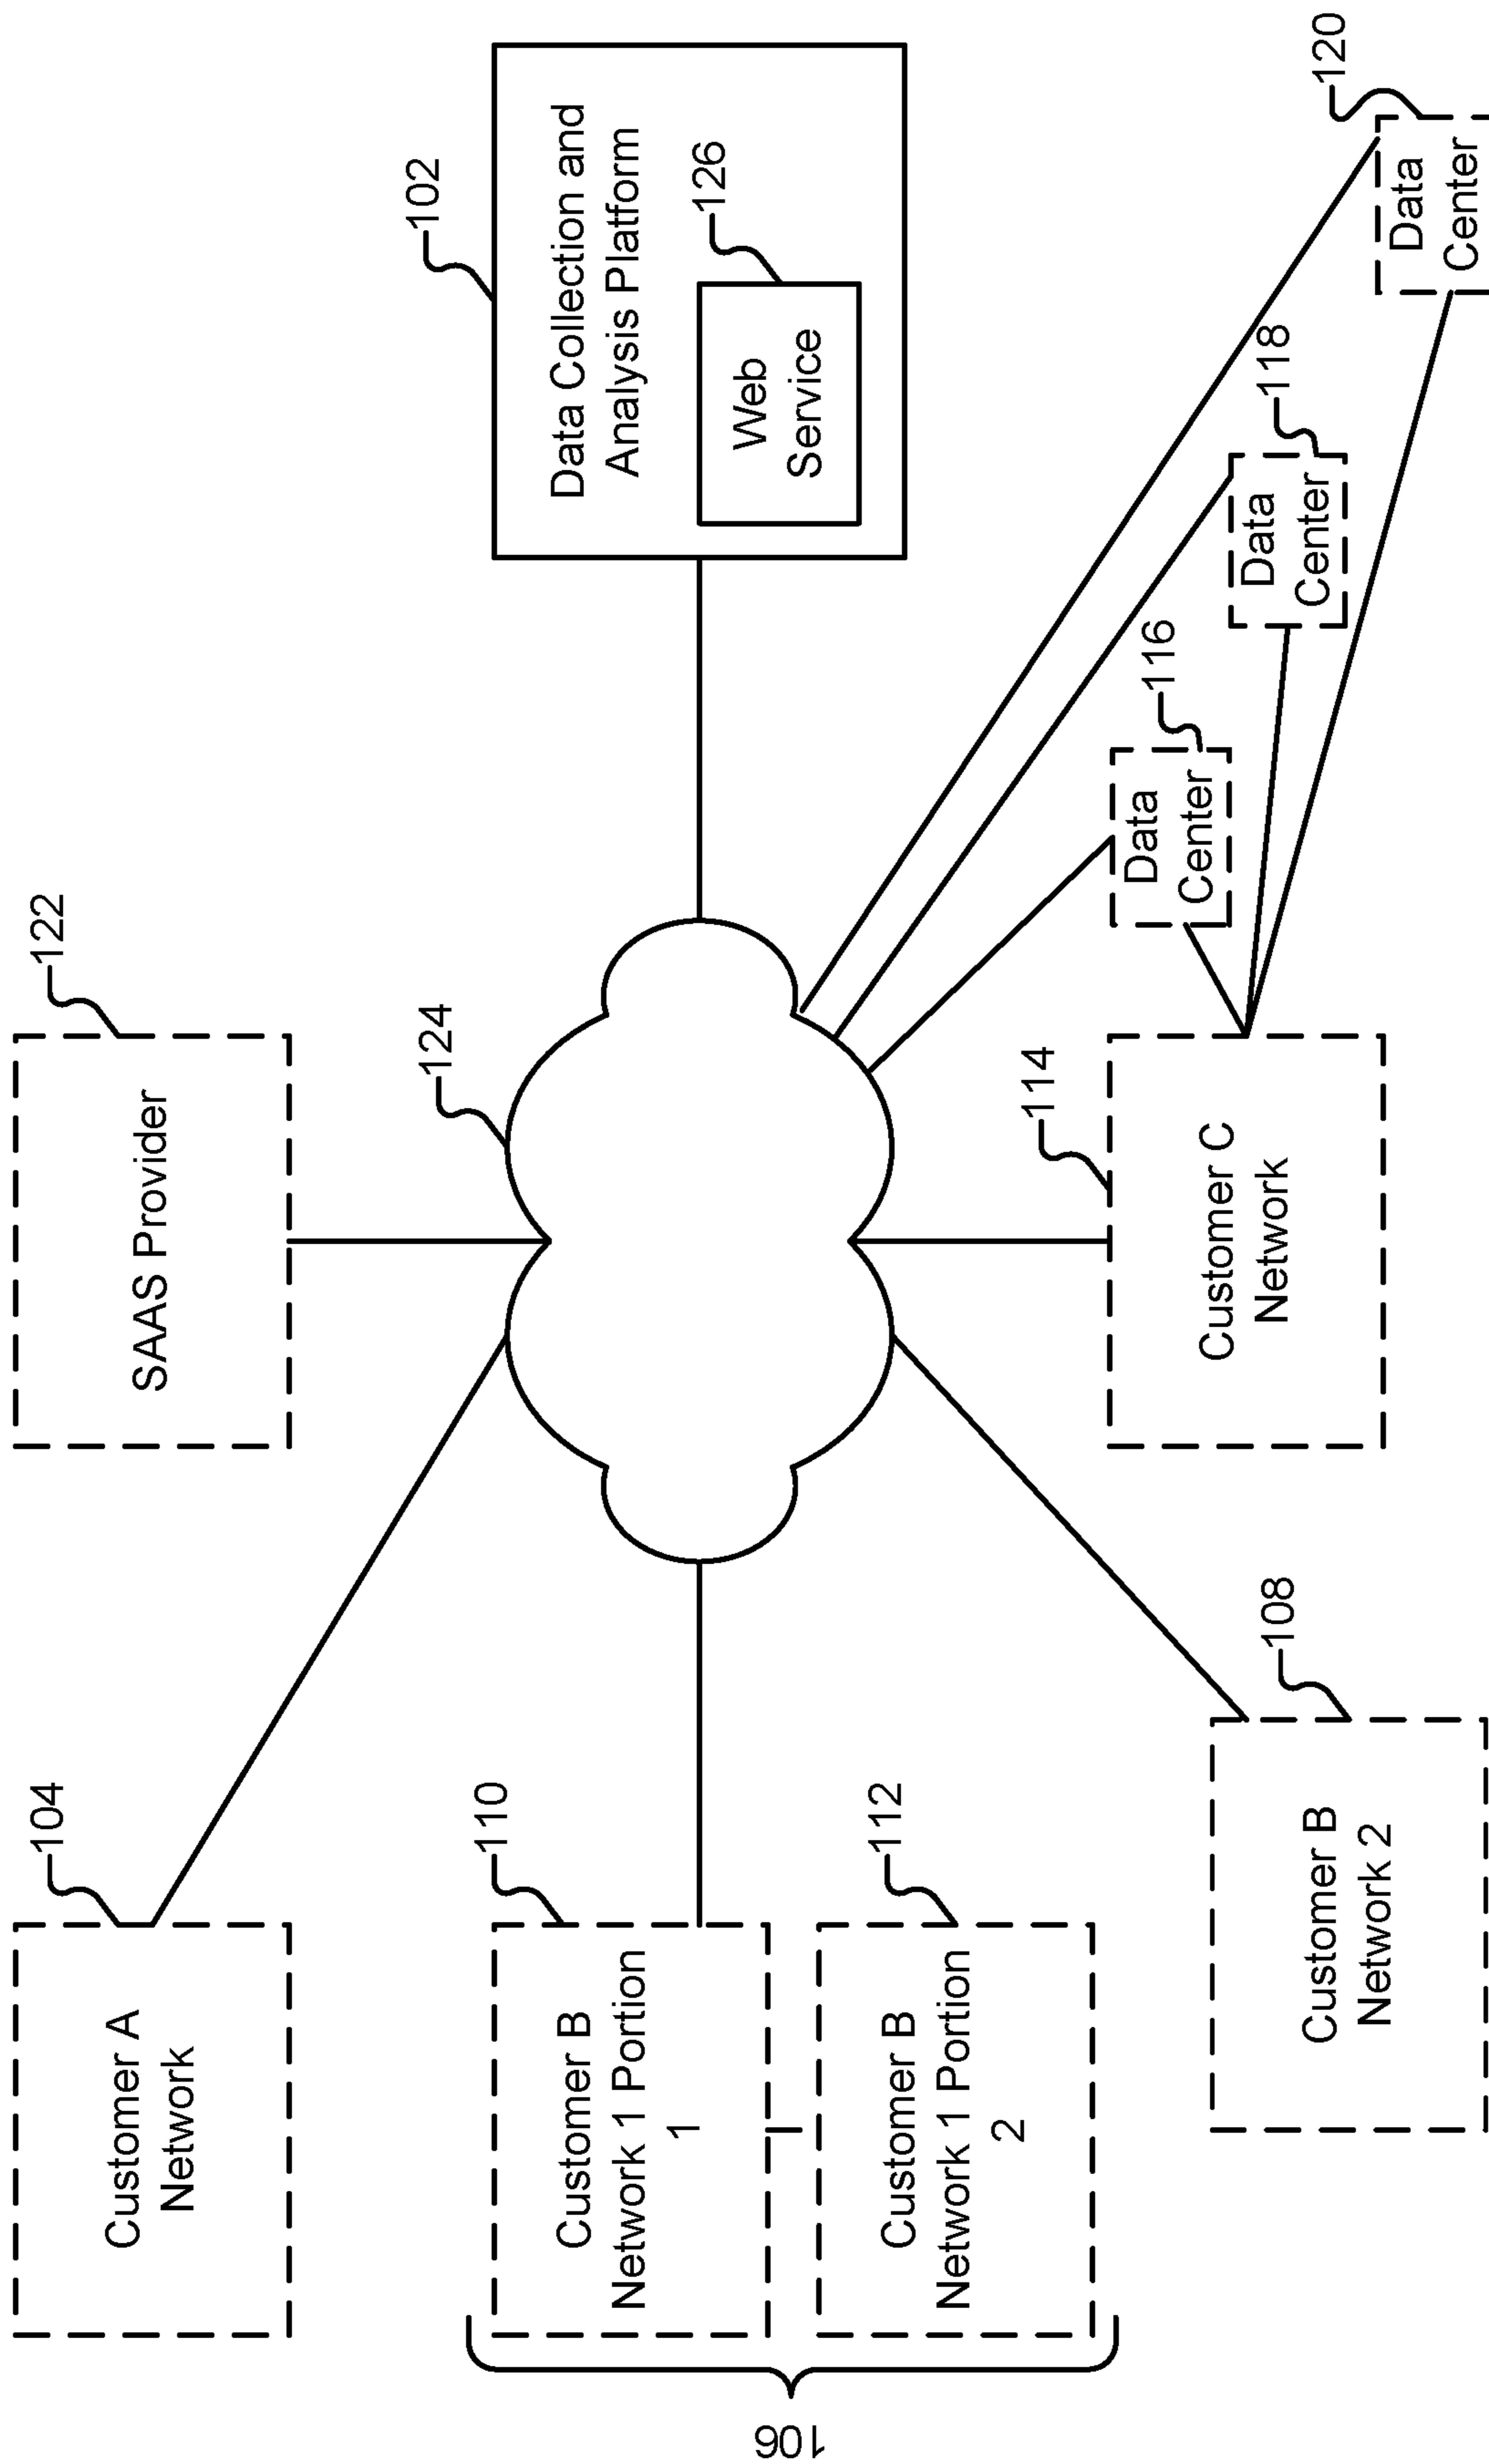 Customer A
Network
104
SAAS Provider
122
106
Customer B
Network 1 Portion
1
110
124
Data Collection and
Analysis Platform
102
Web
Service
126
Customer B
Network 1 Portion
2
112
Customer B
Network 2
108
Customer C
Network
114
Data
Center
116
Data
Center
118
Data
Center
120